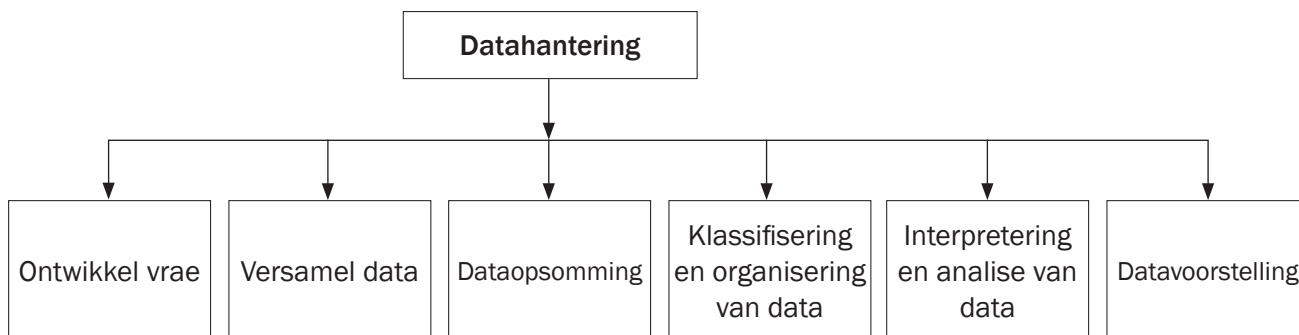 Datahantering
Ontwikkel vrae
Versamel data
Dataopsomming
Klassifisering
en organisering
van data
Interpretering
en analise van
data
Datavoorstelling